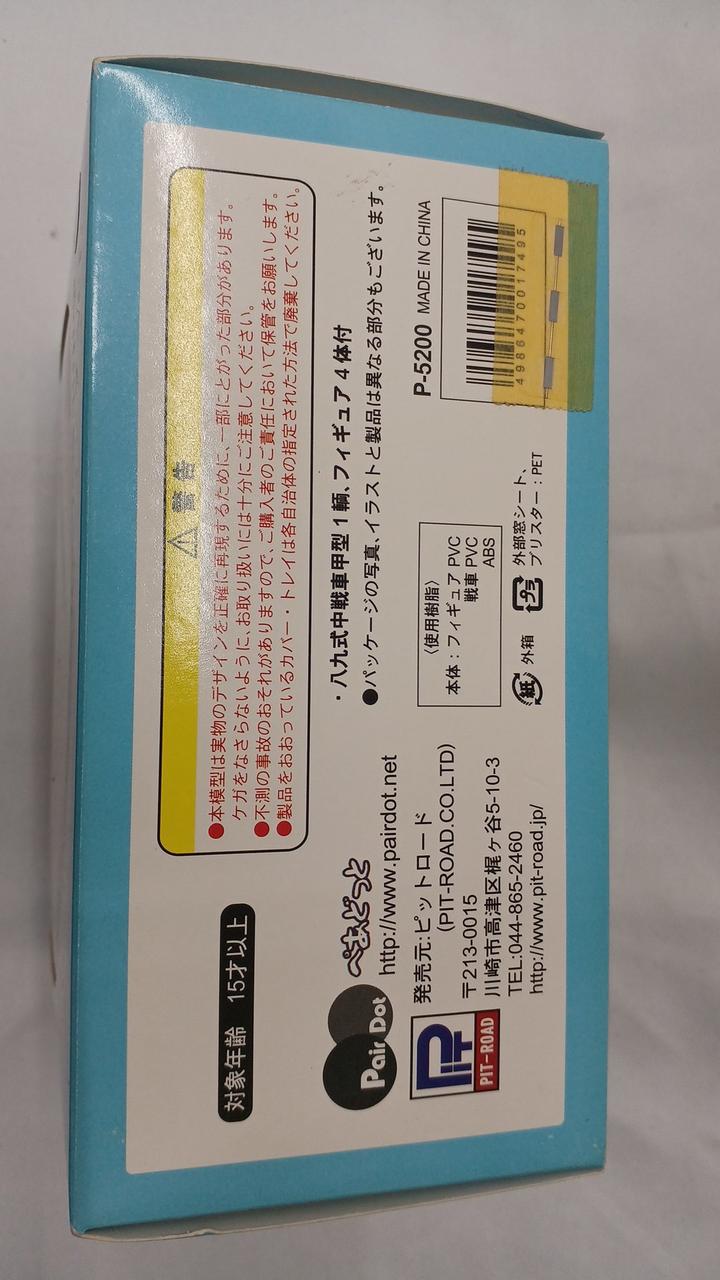 対象年齢 15才以上
⚠警告
●本模型は実物のデザインを正確に再現するために、一部にとがった部分があります。
ケガをなさらないように、お取り扱いには十分にご注意してください。
●不測の事故のおそれがありますので、ご購入者のご責任において保管をお願いします。
●製品をおおっているカバー・トレイは各自治体の指定された方法で廃棄してください。
・八九式中戦車甲型1輌、フィギュア4体付
●パッケージの写真、イラストと製品は異なる部分もございます。
Pair Dot
ぺあどっと
http://www.pairdot.net
PIT
PIT-ROAD
発売元:ピットロード
(PIT-ROAD.CO.LTD)
〒213-0015
川崎市高津区梶ヶ谷5-10-3
TEL:044-865-2460
http://www.pit-road.jp/
〈使用樹脂〉
本体：フィギュア PVC
戦車 PVC
ABS
紙 外箱
プラ 外部窓シート、
ブリスター：PET
P-5200 MADE IN CHINA
4986470017495